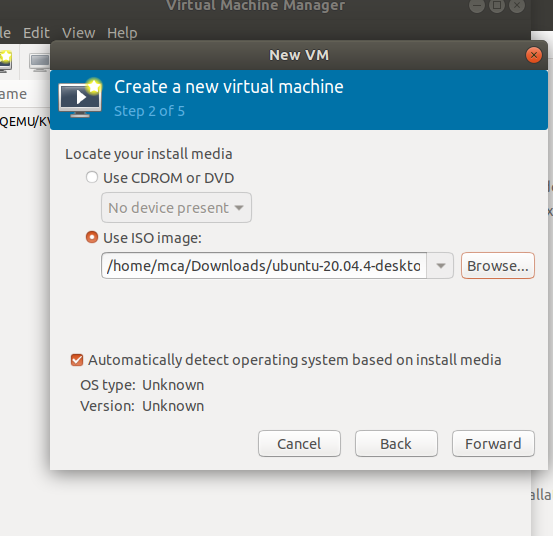 Virtual Machine Manager
le Edit View Help
New VM
Create a new virtual machine
Step 2 of 5
ame
QEMU/KV
Locate your install media
Use CDROM or DVD
No device present
Use ISO image:
/home/mca/Downloads/ubuntu-20.04.4-deskto
Browse...
Automatically detect operating system based on install media
OS type: Unknown
Version: Unknown
Cancel Back Forward
alla